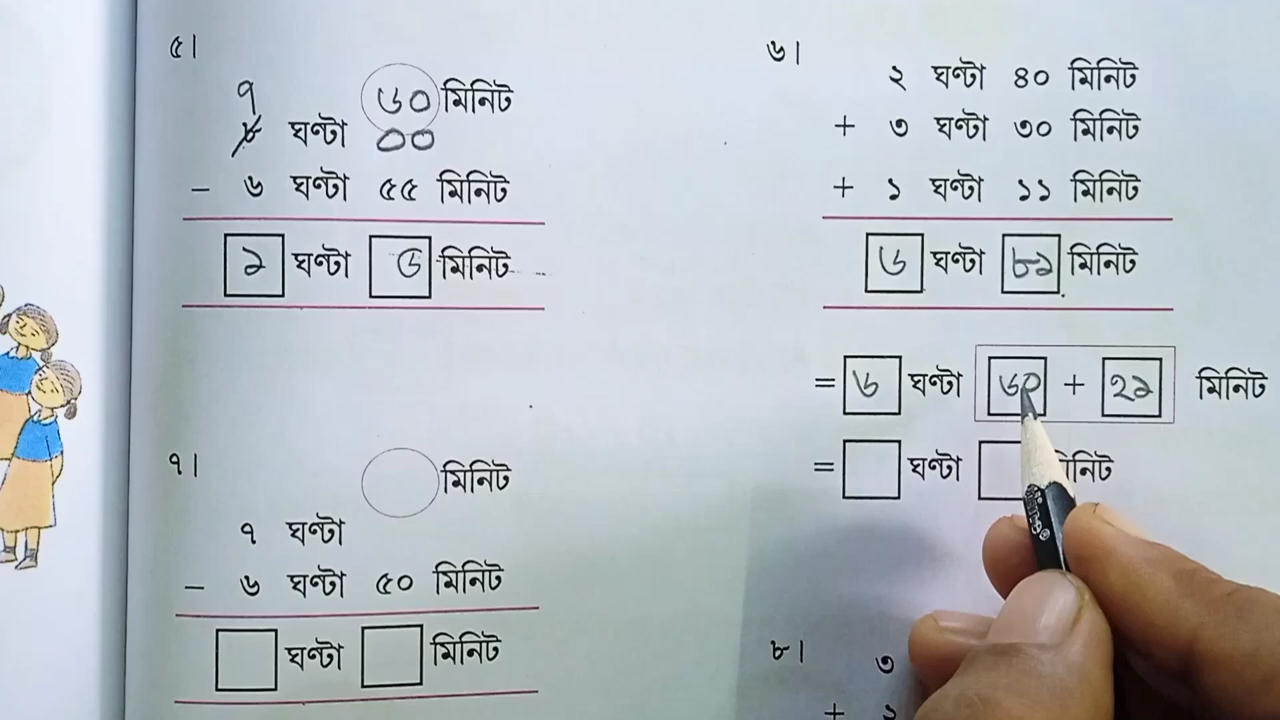 ৫।
৭ ৬০ মিনিট
৮ ঘণ্টা ০০
– ৬ ঘণ্টা ৫৫ মিনিট
১ ঘণ্টা ৫ মিনিট
৬।
২ ঘণ্টা ৪০ মিনিট
+ ৩ ঘণ্টা ৩০ মিনিট
+ ১ ঘণ্টা ১১ মিনিট
৬ ঘণ্টা ৮১ মিনিট
= ৬ ঘণ্টা ৬০ + ২১ মিনিট
= ঘণ্টা মিনিট
৭।
মিনিট
৭ ঘণ্টা
– ৬ ঘণ্টা ৫০ মিনিট
ঘণ্টা মিনিট
৮।
৩
+